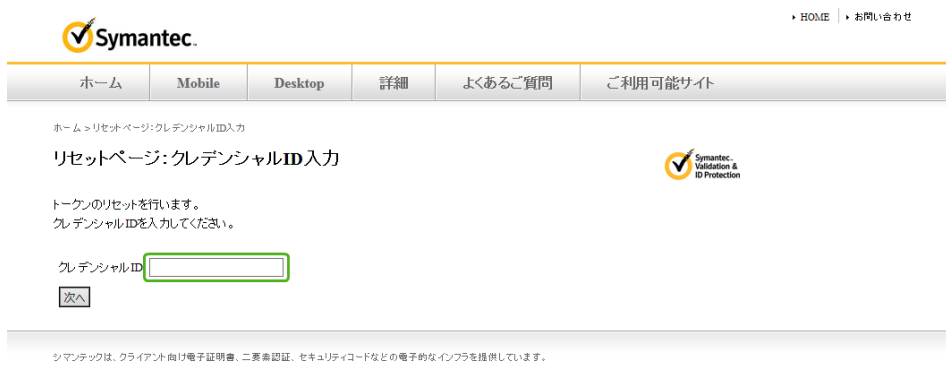 HOME お問い合わせ
Symantec.
ホーム Mobile Desktop 詳細 よくあるご質問 ご利用可能サイト
ホーム > リセットページ:クレデンシャルID入力
リセットページ:クレデンシャルID入力
Symantec.
Validation &
ID Protection
トークンのリセットを行います。
クレデンシャルIDを入力してください。
クレデンシャルID
次へ
シマンテックは、クライアント向け電子証明書、二要素認証、セキュリティコードなどの電子的なインフラを提供しています。